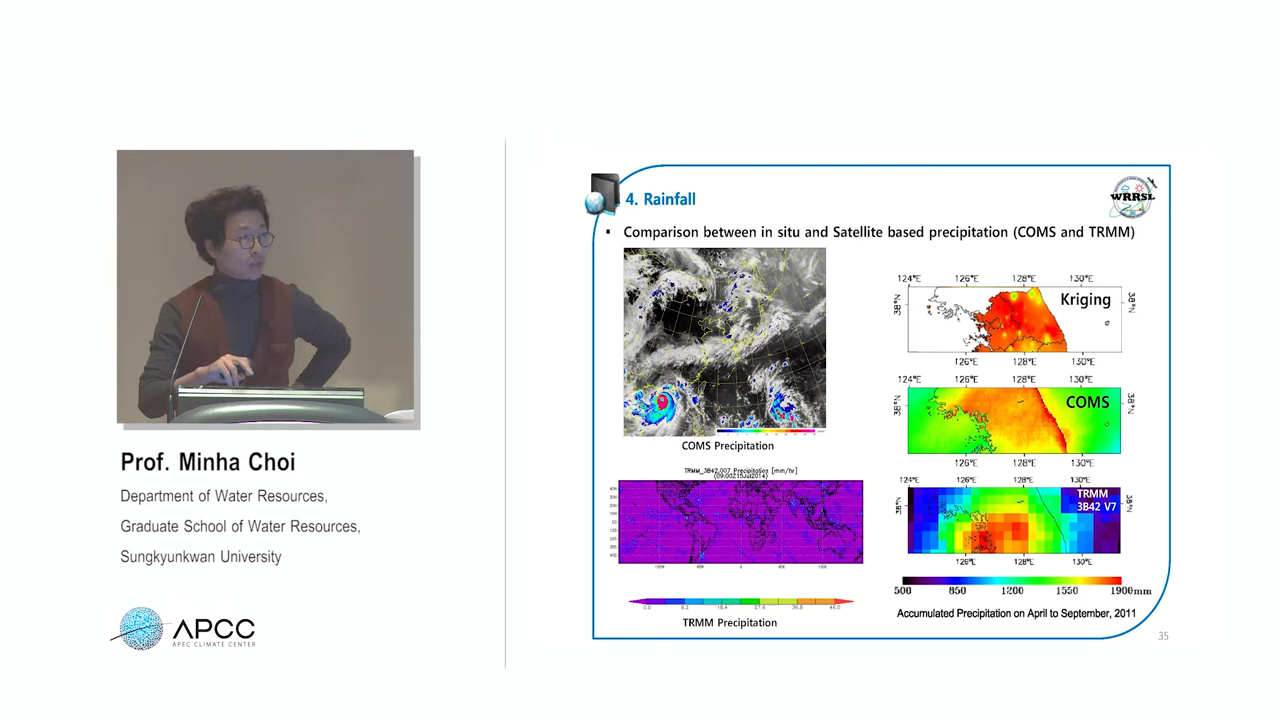 Prof. Minha Choi
Department of Water Resources,
Graduate School of Water Resources,
Sungkyunkwan University
APCC
APEC CLIMATE CENTER
4. Rainfall
WRRSL
▪ Comparison between in situ and Satellite based precipitation (COMS and TRMM)
COMS Precipitation
TRMM_3B42.007 Precipitation [mm/hr]
(09:00Z15Jul2014)
0.0 9.2 18.4 27.6 36.8 46.0
TRMM Precipitation
124°E 126°E 128°E 130°E
38°N 38°N
Kriging
126°E 128°E 130°E
124°E 126°E 128°E 130°E
38°N 38°N
COMS
126°E 128°E 130°E
124°E 126°E 128°E 130°E
38°N 38°N
TRMM
3B42 V7
126°E 128°E 130°E
500 850 1200 1550 1900mm
Accumulated Precipitation on April to September, 2011
35